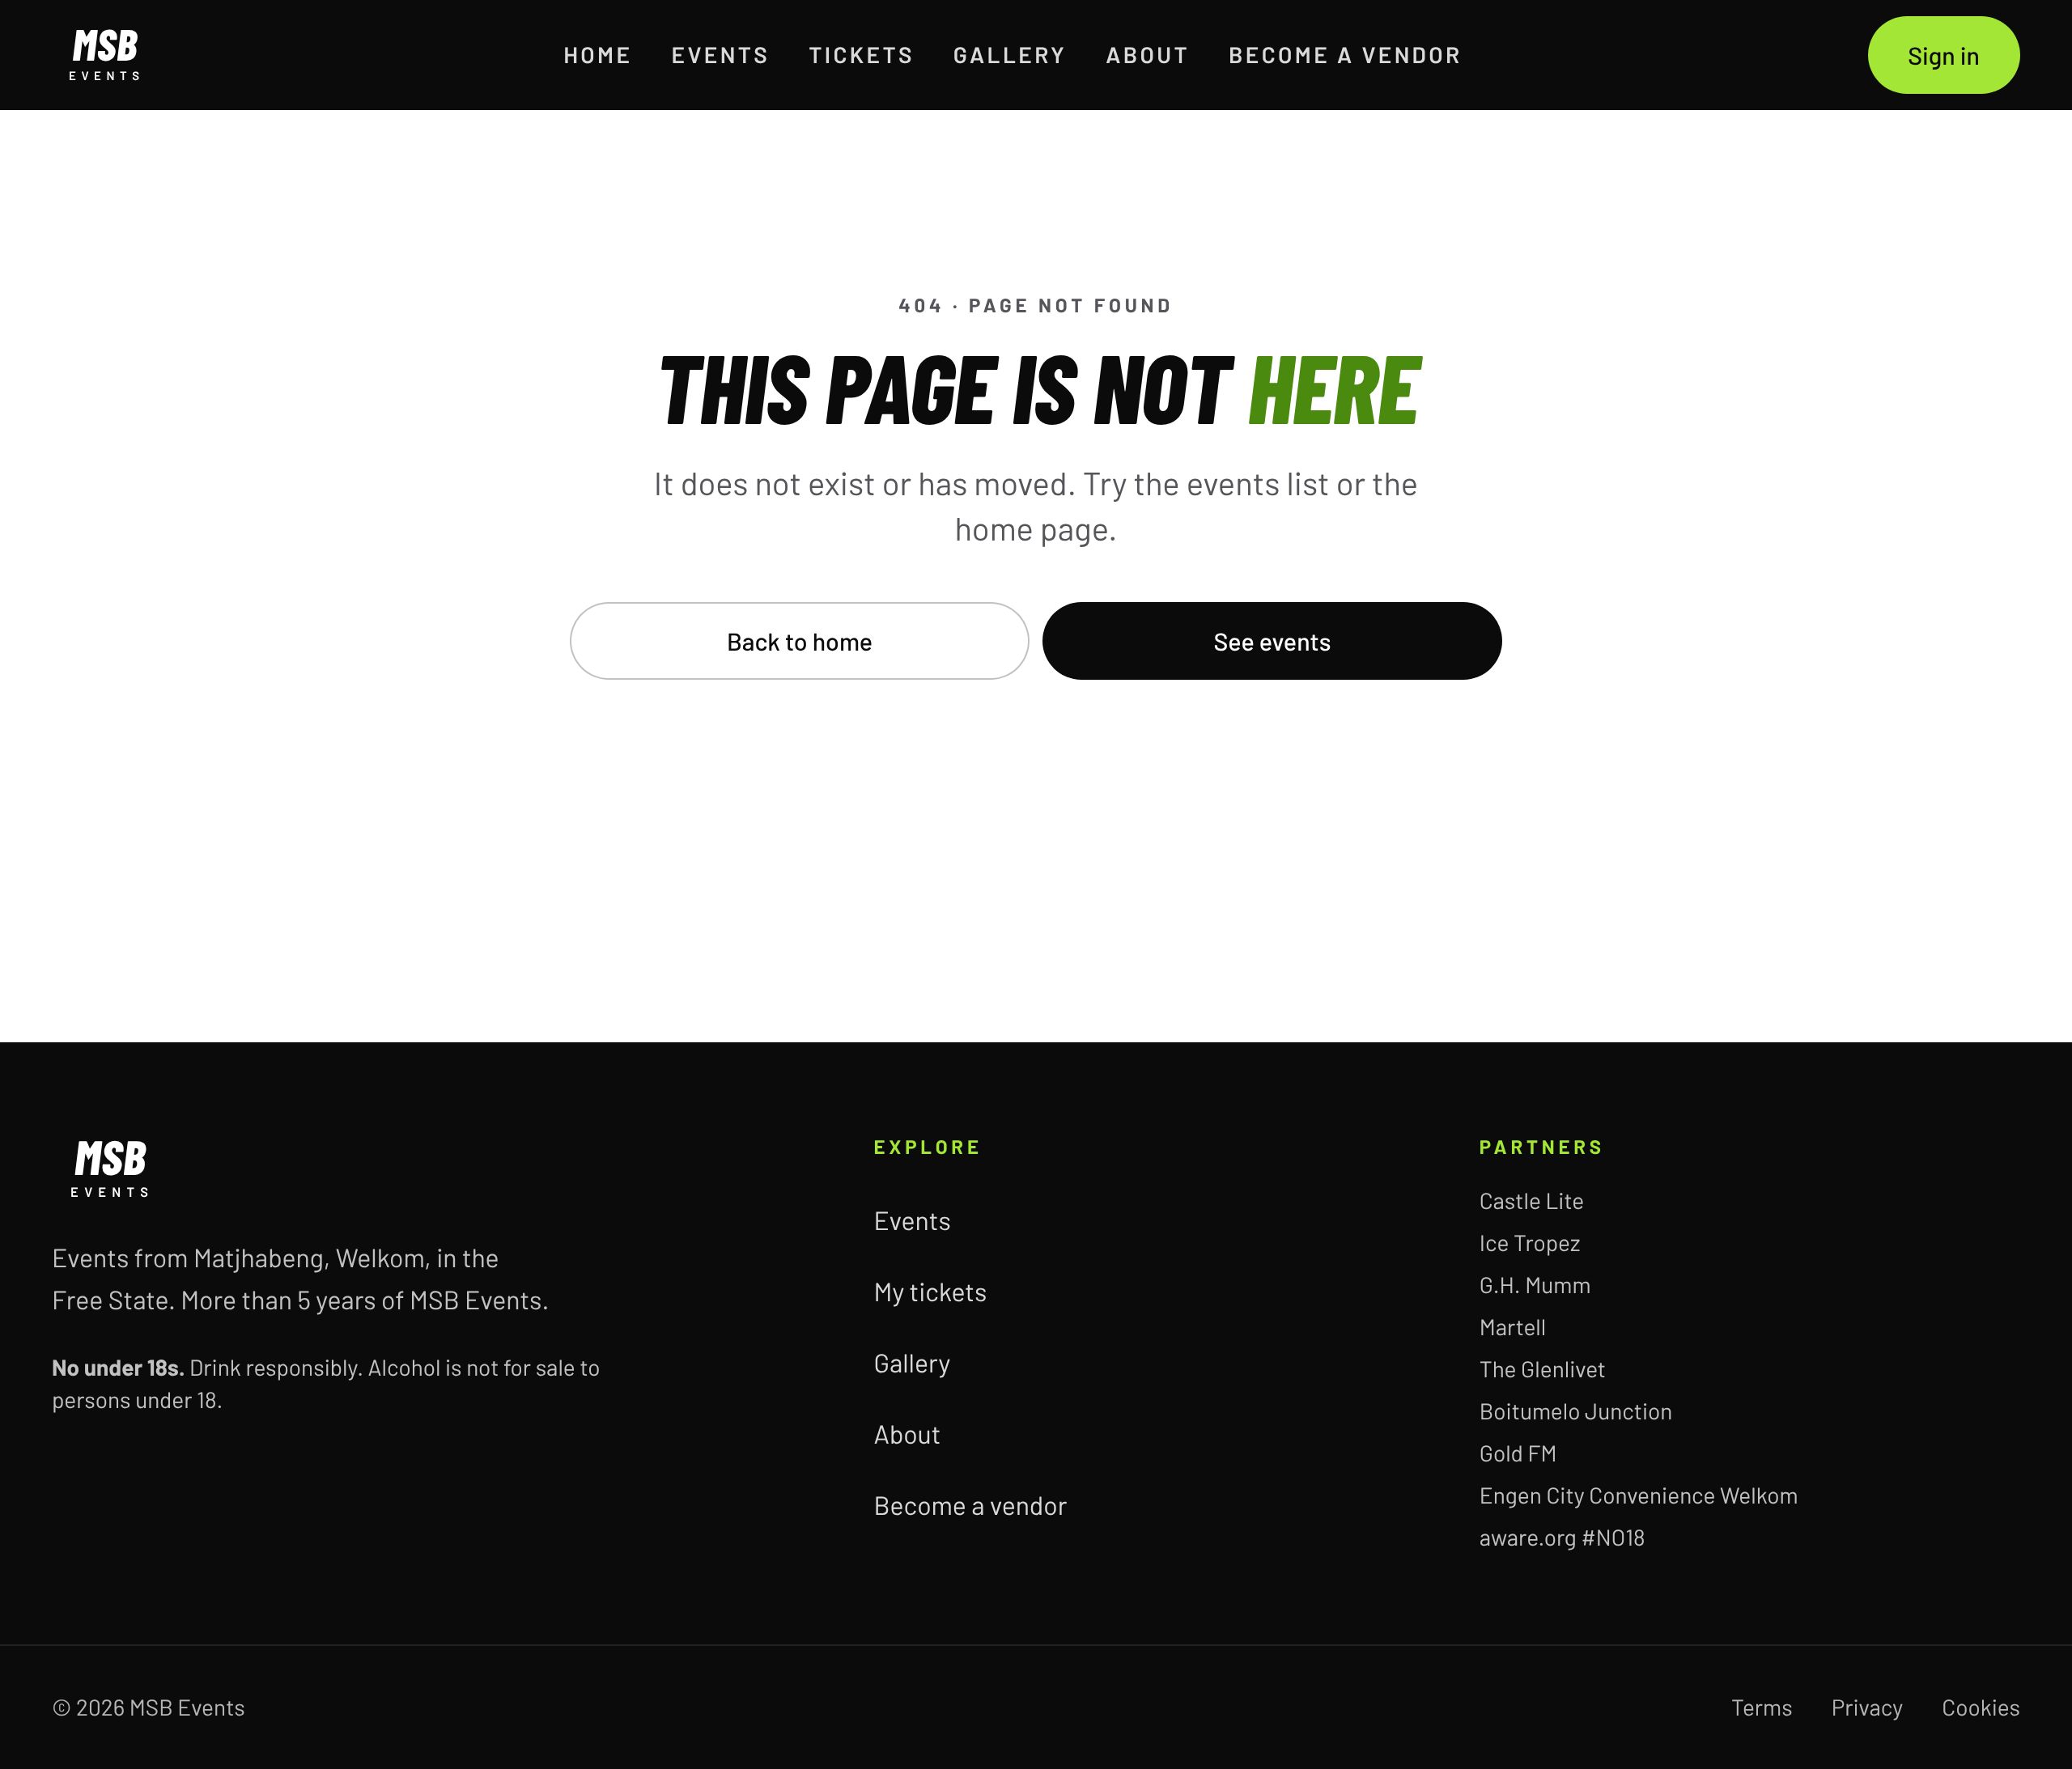 MSB
EVENTS
HOME EVENTS TICKETS GALLERY ABOUT BECOME A VENDOR
Sign in
404 · PAGE NOT FOUND
THIS PAGE IS NOT HERE
It does not exist or has moved. Try the events list or the
home page.
Back to home
See events
MSB
EVENTS
Events from Matjhabeng, Welkom, in the
Free State. More than 5 years of MSB Events.
No under 18s. Drink responsibly. Alcohol is not for sale to
persons under 18.
EXPLORE
Events
My tickets
Gallery
About
Become a vendor
PARTNERS
Castle Lite
Ice Tropez
G.H. Mumm
Martell
The Glenlivet
Boitumelo Junction
Gold FM
Engen City Convenience Welkom
aware.org #NO18
© 2026 MSB Events
Terms Privacy Cookies